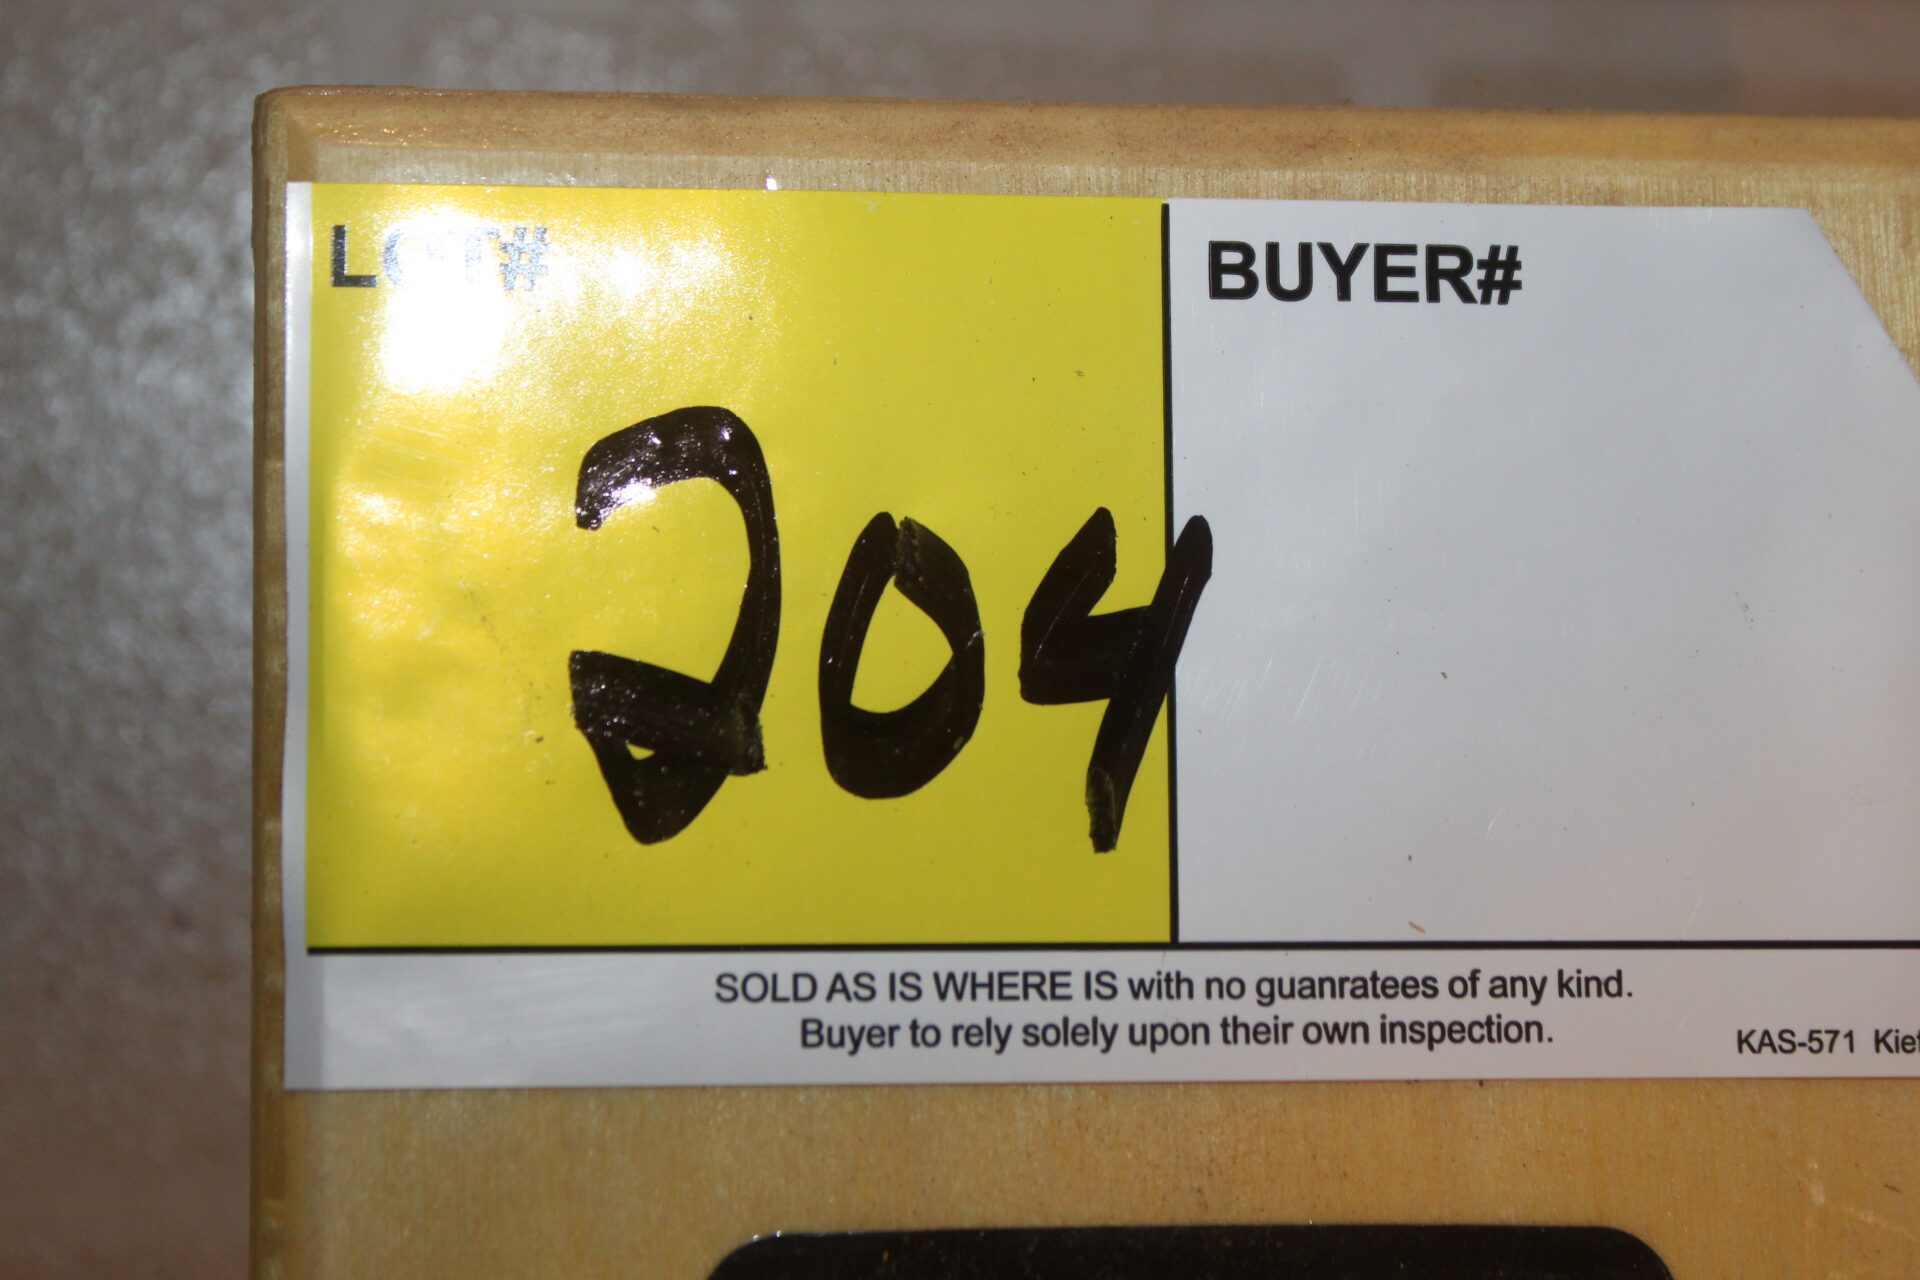 LOT# BUYER#
204
SOLD AS IS WHERE IS with no guanratees of any kind.
Buyer to rely solely upon their own inspection.
KAS-571